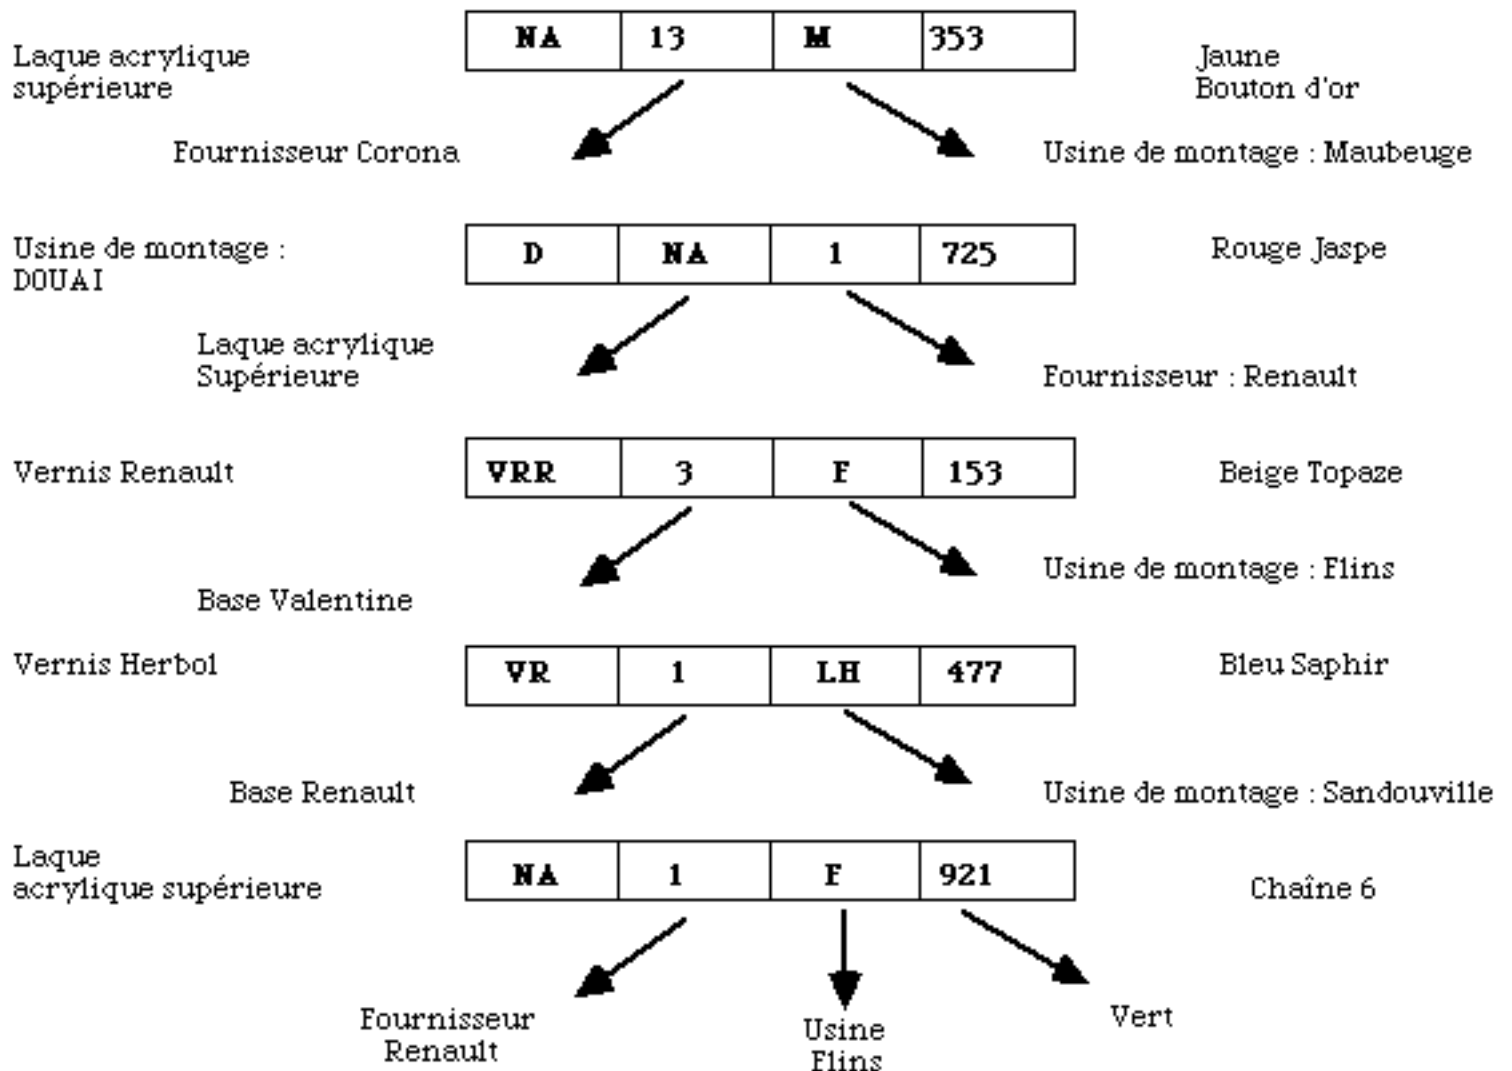 NA 13 M 353
Laque acrylique
supérieure
Jaune
Bouton d'or
Fournisseur Corona
Usine de montage : Maubeuge
Usine de montage :
DOUAI
D NA 1 725
Rouge Jaspe
Laque acrylique
Supérieure
Fournisseur : Renault
Vernis Renault
VRR 3 F 153
Beige Topaze
Base Valentine
Usine de montage : Flins
Vernis Herbol
VR 1 LH 477
Bleu Saphir
Base Renault
Usine de montage : Sandouville
Laque
acrylique supérieure
NA 1 F 921
Chaîne 6
Fournisseur
Renault
Usine
Flins
Vert